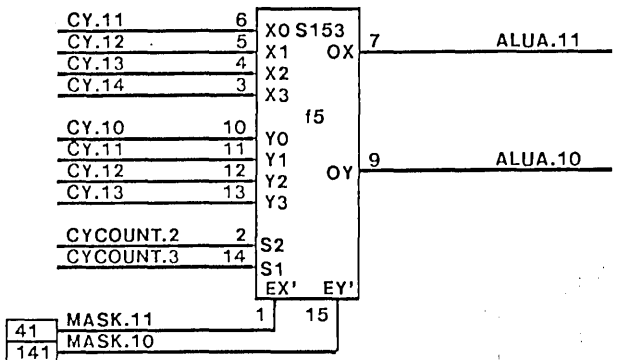 CY.11 6 X0 S153 7 ALUA.11
CY.12 5 X1 OX
CY.13 4 X2
CY.14 3 X3
f5
CY.10 10 Y0
CY.11 11 Y1 9 ALUA.10
CY.12 12 Y2 OY
CY.13 13 Y3
CYCOUNT.2 2 S2
CYCOUNT.3 14 S1
EX' EY'
41 MASK.11 1 15
141 MASK.10